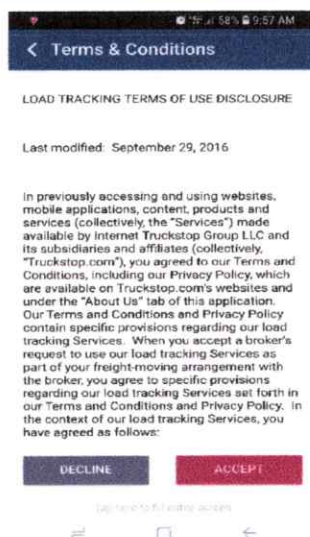 58% 9:57 AM
< Terms & Conditions
LOAD TRACKING TERMS OF USE DISCLOSURE
Last modified: September 29, 2016
In previously accessing and using websites,
mobile applications, content, products and
services (collectively, the "Services") made
available by Internet Truckstop Group LLC and
its subsidiaries and affiliates (collectively,
"Truckstop.com"), you agreed to our Terms and
Conditions, including our Privacy Policy, which
are available on Truckstop.com's websites and
under the "About Us" tab of this application.
Our Terms and Conditions and Privacy Policy
contain specific provisions regarding our load
tracking Services. When you accept a broker's
request to use our load tracking Services as
part of your freight-moving arrangement with
the broker, you agree to specific provisions
regarding our load tracking Services set forth in
our Terms and Conditions and Privacy Policy. In
the context of our load tracking Services, you
have agreed as follows:
DECLINE ACCEPT